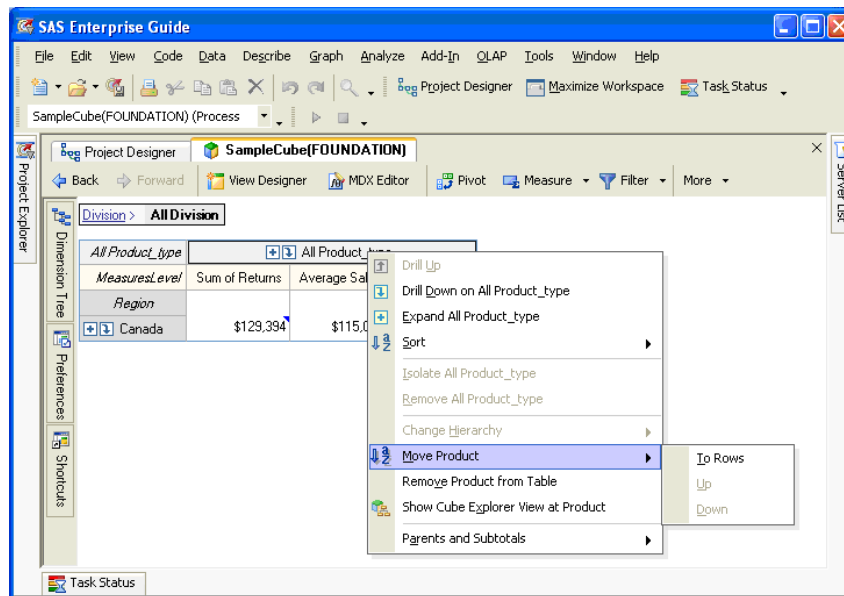 SAS Enterprise Guide
File Edit View Code Data Describe Graph Analyze Add-In OLAP Tools Window Help
Project Designer Maximize Workspace Task Status
SampleCube(FOUNDATION) (Process
Project Explorer
Project Designer SampleCube(FOUNDATION)
Server List
Back Forward View Designer MDX Editor Pivot Measure Filter More
Dimension Tree
Preferences
Shortcuts
Division > All Division
All Product_type All Product_type
MeasuresLevel Sum of Returns Average Sal
Region
Canada $129,394 $115,0
Drill Up
Drill Down on All Product_type
Expand All Product_type
Sort
Isolate All Product_type
Remove All Product_type
Change Hierarchy
Move Product
To Rows
Up
Down
Remove Product from Table
Show Cube Explorer View at Product
Parents and Subtotals
Task Status